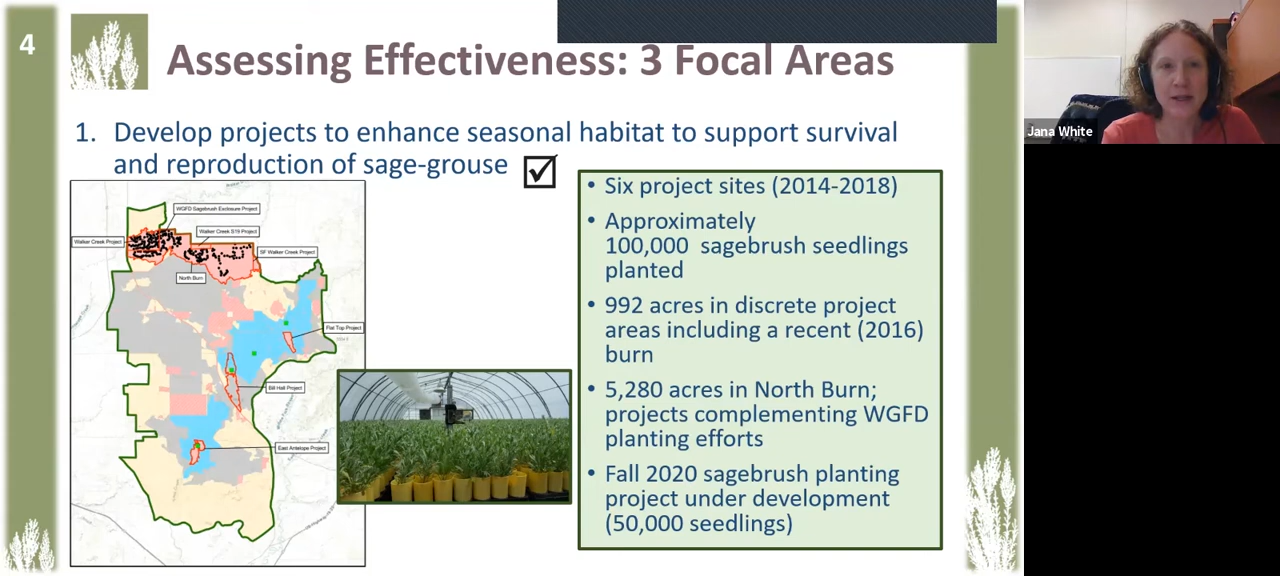 4
Assessing Effectiveness: 3 Focal Areas
1. Develop projects to enhance seasonal habitat to support survival
and reproduction of sage-grouse
Jana White
WGFD Sagebrush Exclosure Project
Walker Creek S19 Project
Walker Creek Project
SF Walker Creek Project
North Burn
Flat Top Project
Bill Hall Project
East Antelope Project
• Six project sites (2014-2018)
• Approximately
100,000 sagebrush seedlings
planted
• 992 acres in discrete project
areas including a recent (2016)
burn
• 5,280 acres in North Burn;
projects complementing WGFD
planting efforts
• Fall 2020 sagebrush planting
project under development
(50,000 seedlings)